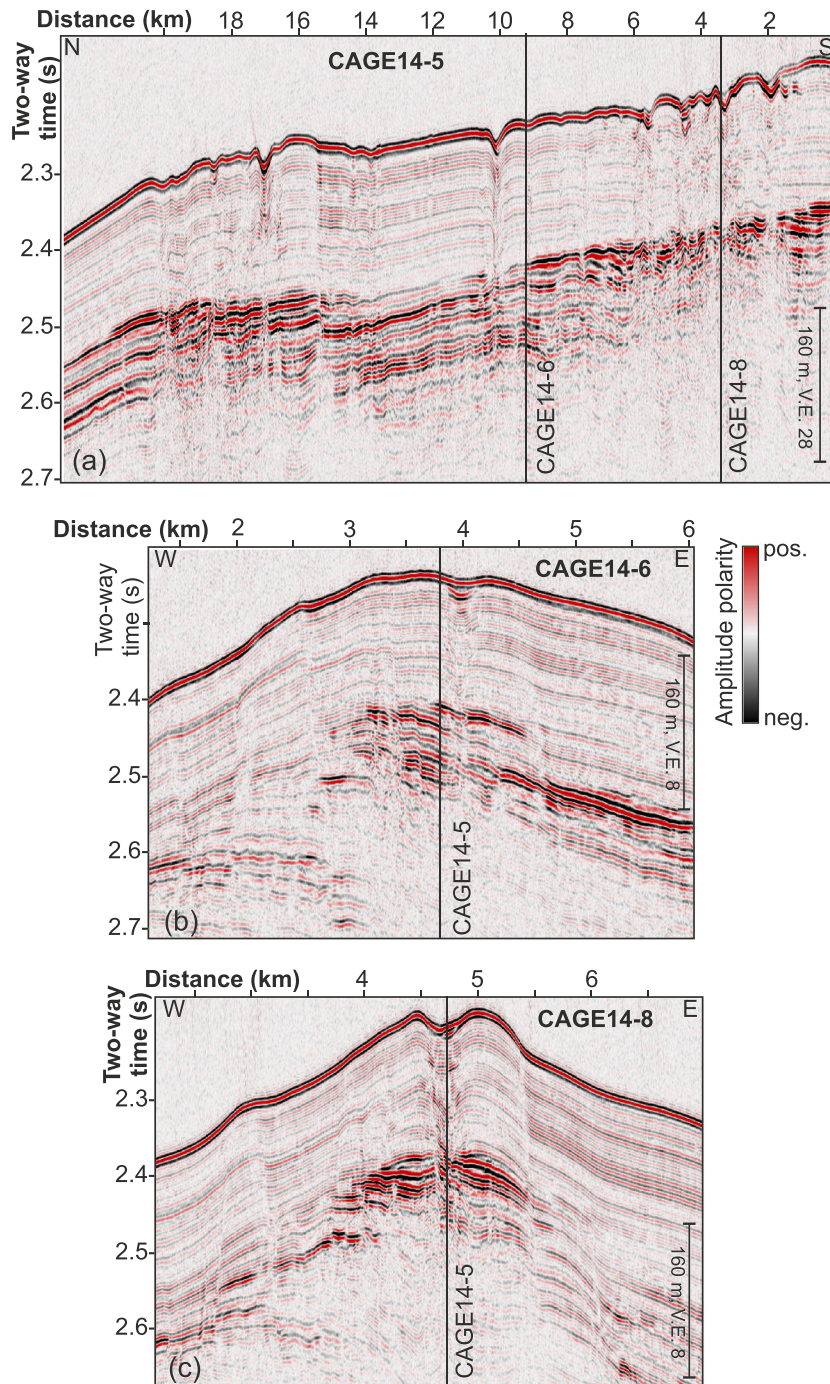 Distance (km) 18 16 14 12 10 8 6 4 2
N CAGE14-5 S
Two-way
time (s)
2.3
2.4
2.5
2.6
2.7
(a)
CAGE14-6
CAGE14-8
160 m, V.E. 28
Distance (km) 2 3 4 5 6
W CAGE14-6 E
Two-way
time (s)
2.4
2.5
2.6
2.7
(b)
CAGE14-5
160 m, V.E. 8
Amplitude polarity
pos.
neg.
Distance (km) 4 5 6
W CAGE14-8 E
Two-way
time (s)
2.3
2.4
2.5
2.6
(c)
CAGE14-5
160 m, V.E. 8